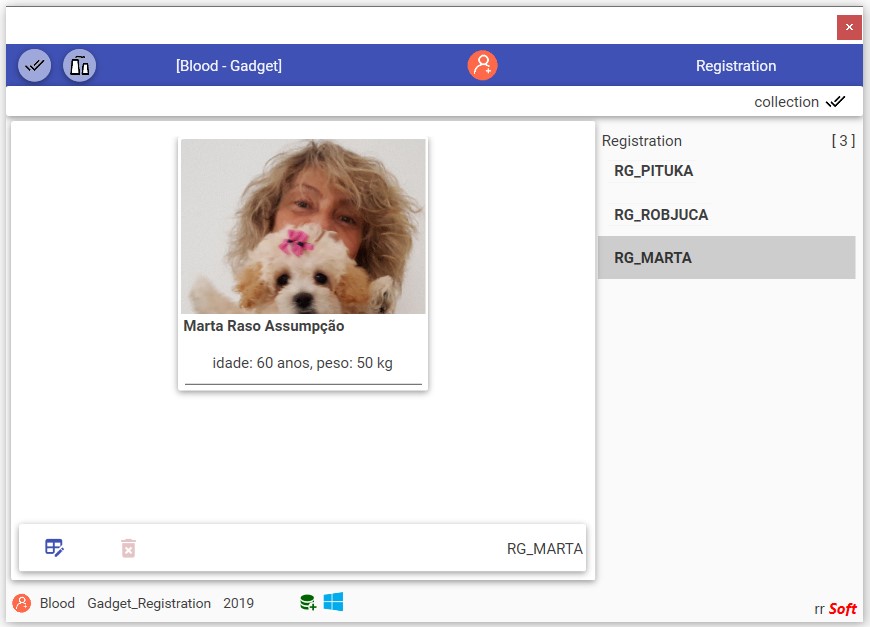 [Blood - Gadget] Registration
collection
Registration [ 3 ]
RG_PITUKA
RG_ROBJUCA
RG_MARTA
Marta Raso Assumpção
idade: 60 anos, peso: 50 kg
RG_MARTA
Blood Gadget_Registration 2019
rr Soft